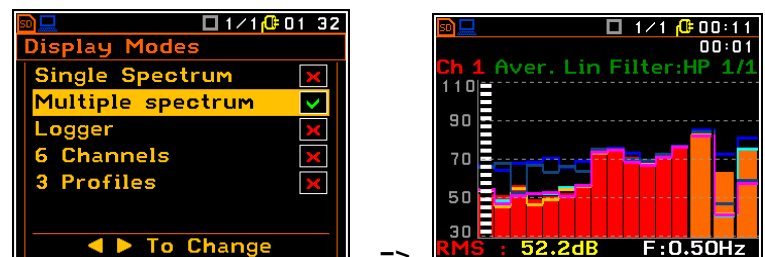 SD 1/1 01 32
Display Modes
Single Spectrum
Multiple spectrum
Logger
6 Channels
3 Profiles
◄ ► To Change
=>
SD 1/1 00:11
00:01
Ch 1 Aver. Lin Filter:HP 1/1
110
90
70
50
30
RMS : 52.2dB F:0.50Hz